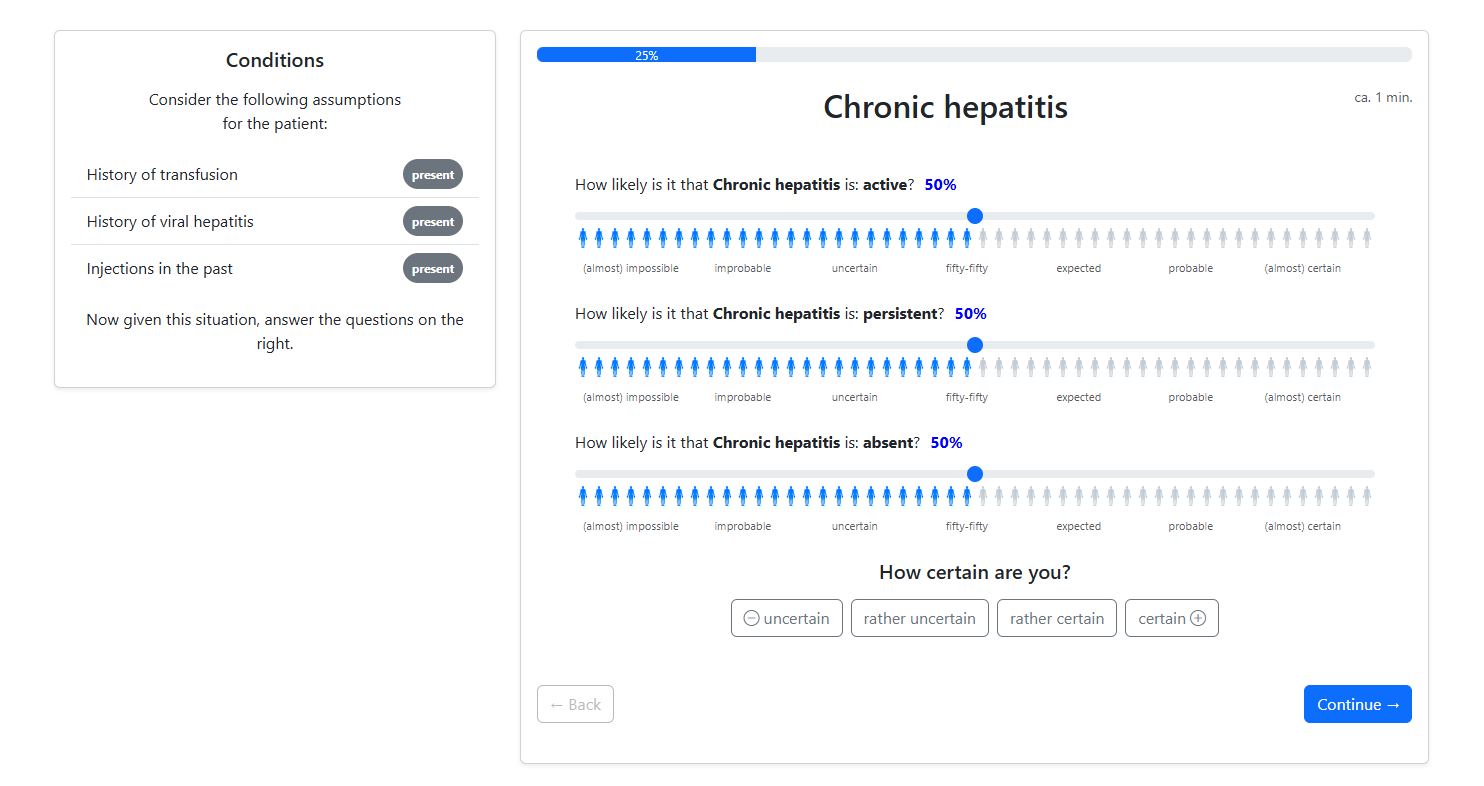 Conditions
Consider the following assumptions
for the patient:
History of transfusion present
History of viral hepatitis present
Injections in the past present
Now given this situation, answer the questions on the
right.
25%
Chronic hepatitis
ca. 1 min.
How likely is it that Chronic hepatitis is: active? 50%
(almost) impossible improbable uncertain fifty-fifty expected probable (almost) certain
How likely is it that Chronic hepatitis is: persistent? 50%
(almost) impossible improbable uncertain fifty-fifty expected probable (almost) certain
How likely is it that Chronic hepatitis is: absent? 50%
(almost) impossible improbable uncertain fifty-fifty expected probable (almost) certain
How certain are you?
uncertain rather uncertain rather certain certain
← Back Continue →